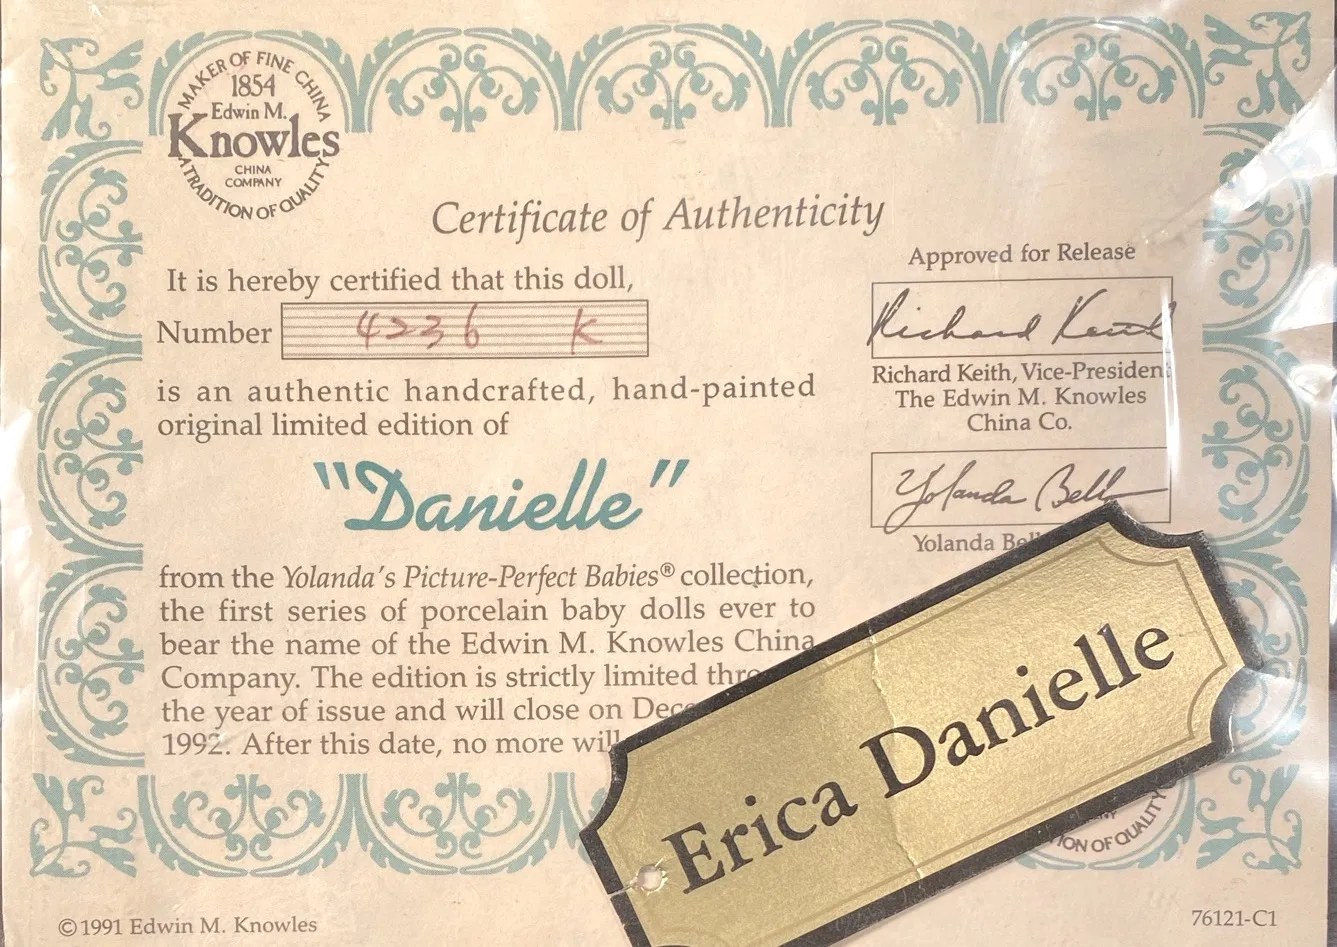 MAKER OF FINE CHINA
1854
Edwin M.
Knowles
CHINA
COMPANY
A TRADITION OF QUALITY
Certificate of Authenticity
It is hereby certified that this doll,
Number 4236 K
is an authentic handcrafted, hand-painted
original limited edition of
"Danielle"
from the Yolanda's Picture-Perfect Babies® collection,
the first series of porcelain baby dolls ever to
bear the name of the Edwin M. Knowles China
Company. The edition is strictly limited
the year of issue and will close on
1992. After this date, no more will
Approved for Release
Richard Keith
Richard Keith, Vice-President
The Edwin M. Knowles
China Co.
Yolanda Bello
Yolanda
Erica Danielle
OF QUALITY
©1991 Edwin M. Knowles
76121-C1